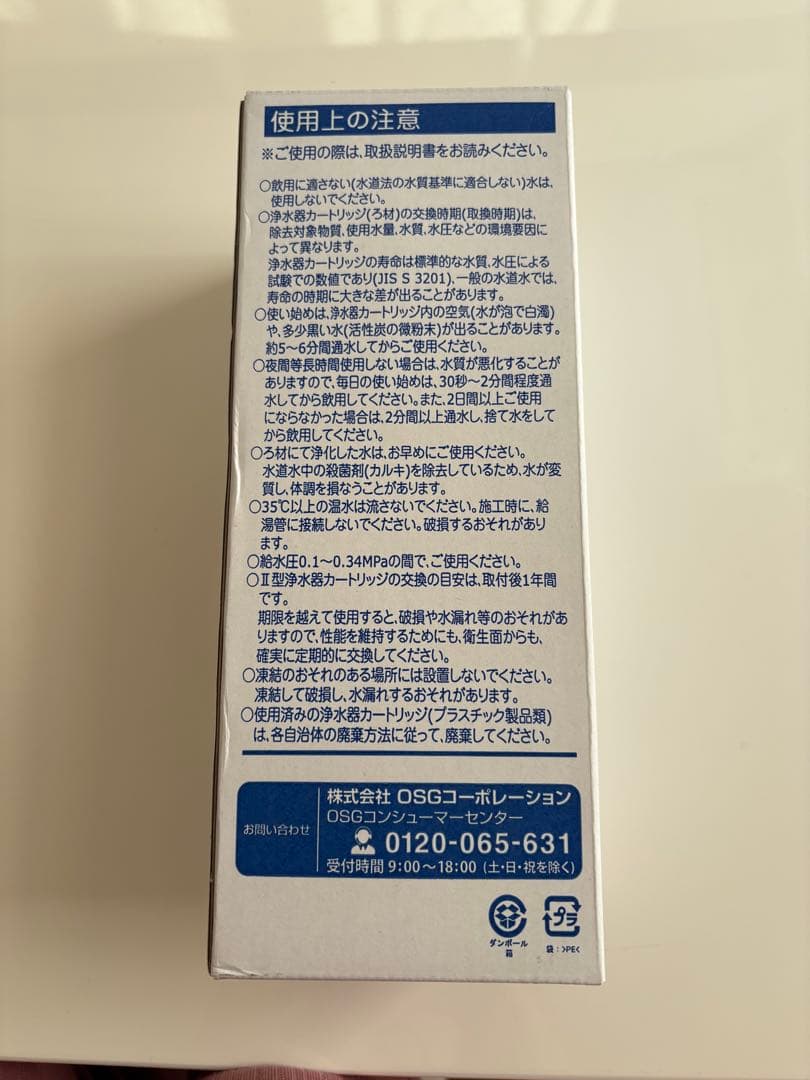 使用上の注意
※ご使用の際は、取扱説明書をお読みください。
○飲用に適さない(水道法の水質基準に適合しない)水は、
使用しないでください。
○浄水器カートリッジ(ろ材)の交換時期(取換時期)は、
除去対象物質、使用水量、水質、水圧などの環境要因に
よって異なります。
浄水器カートリッジの寿命は標準的な水質、水圧による
試験での数値であり(JIS S 3201)、一般の水道水では、
寿命の時期に大きな差が出ることがあります。
○使い始めは、浄水器カートリッジ内の空気(水が泡で白濁)
や、多少黒い水(活性炭の微粉末)が出ることがあります。
約5～6分間通水してからご使用ください。
○夜間等長時間使用しない場合は、水質が悪化することが
ありますので、毎日の使い始めは、30秒～2分間程度通
水してから飲用してください。また、2日間以上ご使用
にならなかった場合は、2分間以上通水し、捨て水をして
から飲用してください。
○ろ材にて浄化した水は、お早めにご使用ください。
水道水中の殺菌剤(カルキ)を除去しているため、水が変
質し、体調を損なうことがあります。
○35℃以上の温水は流さないでください。施工時に、給
湯管に接続しないでください。破損するおそれがあり
ます。
○給水圧0.1～0.34MPaの間で、ご使用ください。
○Ⅱ型浄水器カートリッジの交換の目安は、取付後1年間
です。
期限を越えて使用すると、破損や水漏れ等のおそれがあ
りますので、性能を維持するためにも、衛生面からも、
確実に定期的に交換してください。
○凍結のおそれのある場所には設置しないでください。
凍結して破損し、水漏れするおそれがあります。
○使用済みの浄水器カートリッジ(プラスチック製品類)
は、各自治体の廃棄方法に従って、廃棄してください。
お問い合わせ
株式会社 OSGコーポレーション
OSGコンシューマーセンター
0120-065-631
受付時間 9:00～18:00 (土・日・祝を除く)
プラ
ダンボール
箱
袋:>PE<